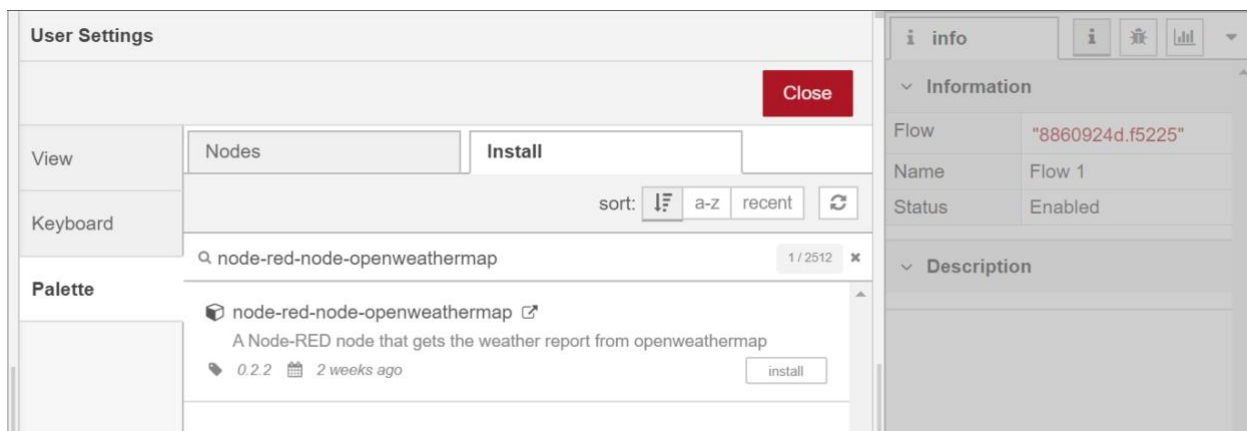 User Settings
Close
View
Keyboard
Palette
Nodes
Install
sort: a-z recent
node-red-node-openweathermap 1 / 2512
node-red-node-openweathermap
A Node-RED node that gets the weather report from openweathermap
0.2.2 2 weeks ago install
i info
Information
Flow "8860924d.f5225"
Name Flow 1
Status Enabled
Description